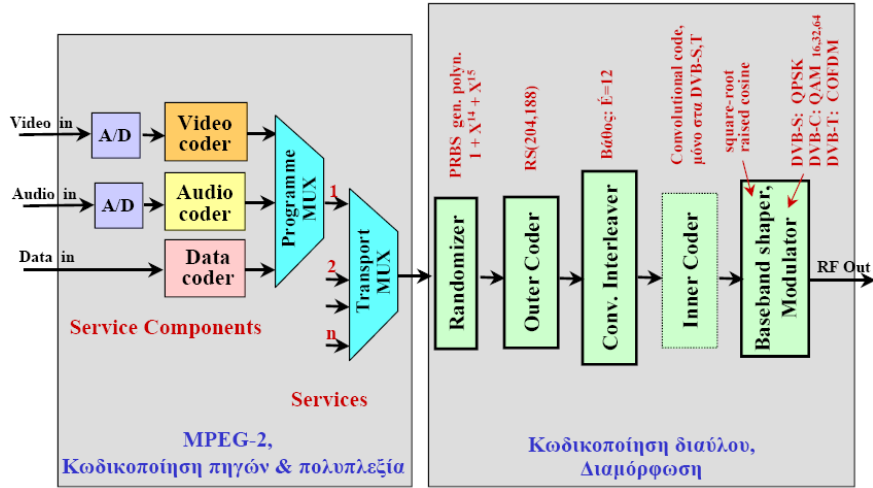 Video in
A/D
Video
coder
Audio in
A/D
Audio
coder
Data in
Data
coder
Programme
MUX
1
2
n
Transport
MUX
Service Components
Services
MPEG-2,
Κωδικοποίηση πηγών & πολυπλεξία
PRBS gen. polyn.
1 + X^14 + X^15
RS(204,188)
Βάθος: É=12
Convolutional code,
μόνο στα DVB-S,T
square-root
raised cosine
DVB-S: QPSK
DVB-C: QAM 16,32,64
DVB-T: COFDM
Randomizer
Outer Coder
Conv. Interleaver
Inner Coder
Baseband shaper,
Modulator
RF Out
Κωδικοποίηση διαύλου,
Διαμόρφωση